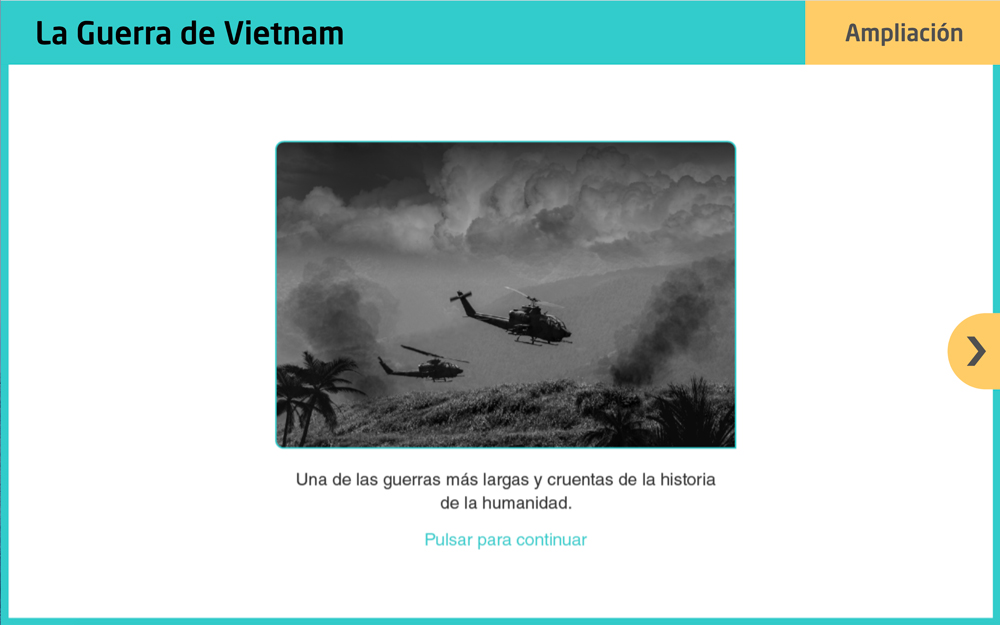 La Guerra de Vietnam
Ampliación
Una de las guerras más largas y cruentas de la historia
de la humanidad.
Pulsar para continuar